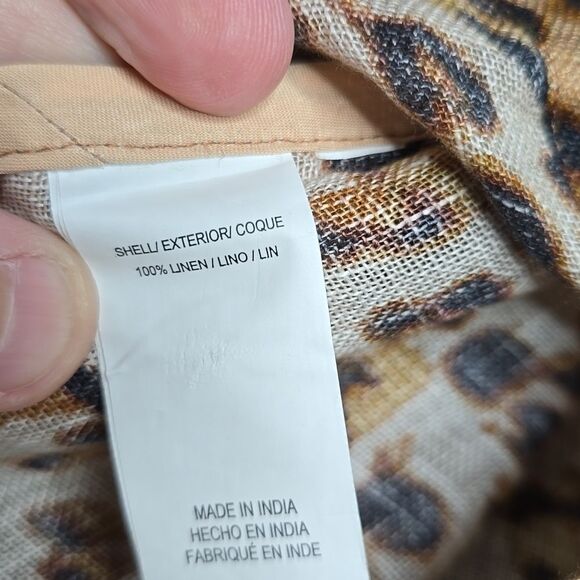 SHELL/ EXTERIOR/ COQUE
100% LINEN / LINO / LIN
MADE IN INDIA
HECHO EN INDIA
FABRIQUÉ EN INDE